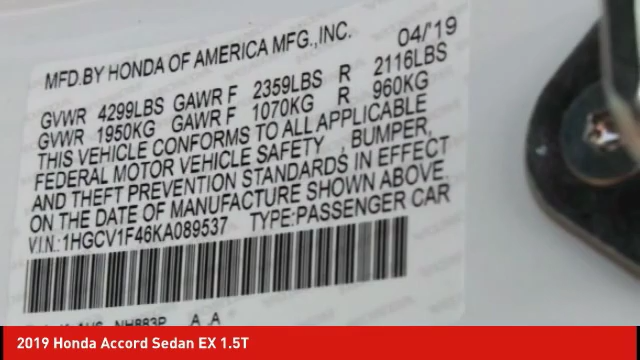 MFD.BY HONDA OF AMERICA MFG.,INC. 04/'19
GVWR 4299LBS GAWR F 2359LBS R 2116LBS
GVWR 1950KG GAWR F 1070KG R 960KG
THIS VEHICLE CONFORMS TO ALL APPLICABLE
FEDERAL MOTOR VEHICLE SAFETY , BUMPER,
AND THEFT PREVENTION STANDARDS IN EFFECT
ON THE DATE OF MANUFACTURE SHOWN ABOVE.
V.I.N.:1HGCV1F46KA089537 TYPE:PASSENGER CAR
NH883P A A
2019 Honda Accord Sedan EX 1.5T